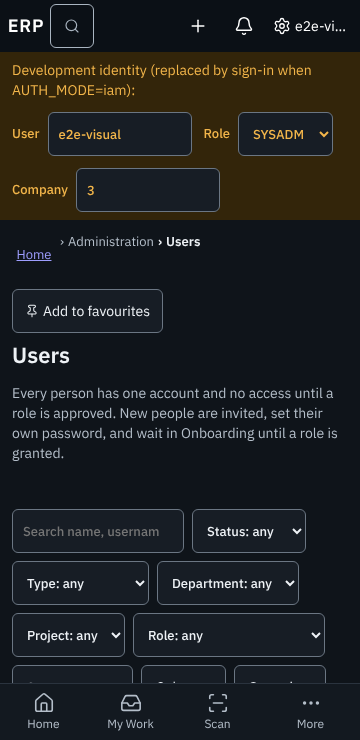 ERP
e2e-vi...
Development identity (replaced by sign-in when
AUTH_MODE=iam):
User e2e-visual Role SYSADM
Company 3
Home › Administration › Users
Add to favourites
Users
Every person has one account and no access until a
role is approved. New people are invited, set their
own password, and wait in Onboarding until a role is
granted.
Search name, usernam Status: any
Type: any Department: any
Project: any Role: any
Home My Work Scan More